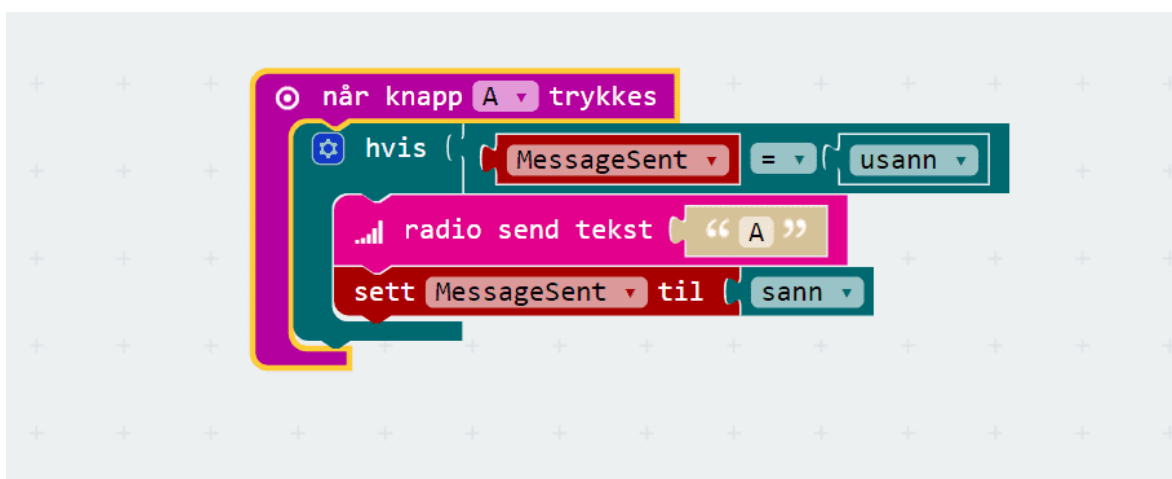 når knapp A trykkes
hvis ( MessageSent = ( usann
radio send tekst “ A ”
sett MessageSent til ( sann